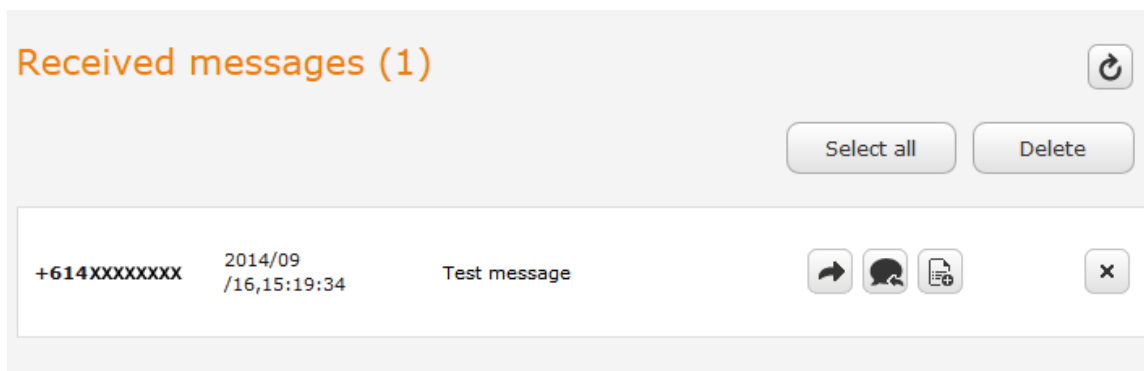 Received messages (1)
Select all
Delete
+614XXXXXXXX
2014/09
/16,15:19:34
Test message